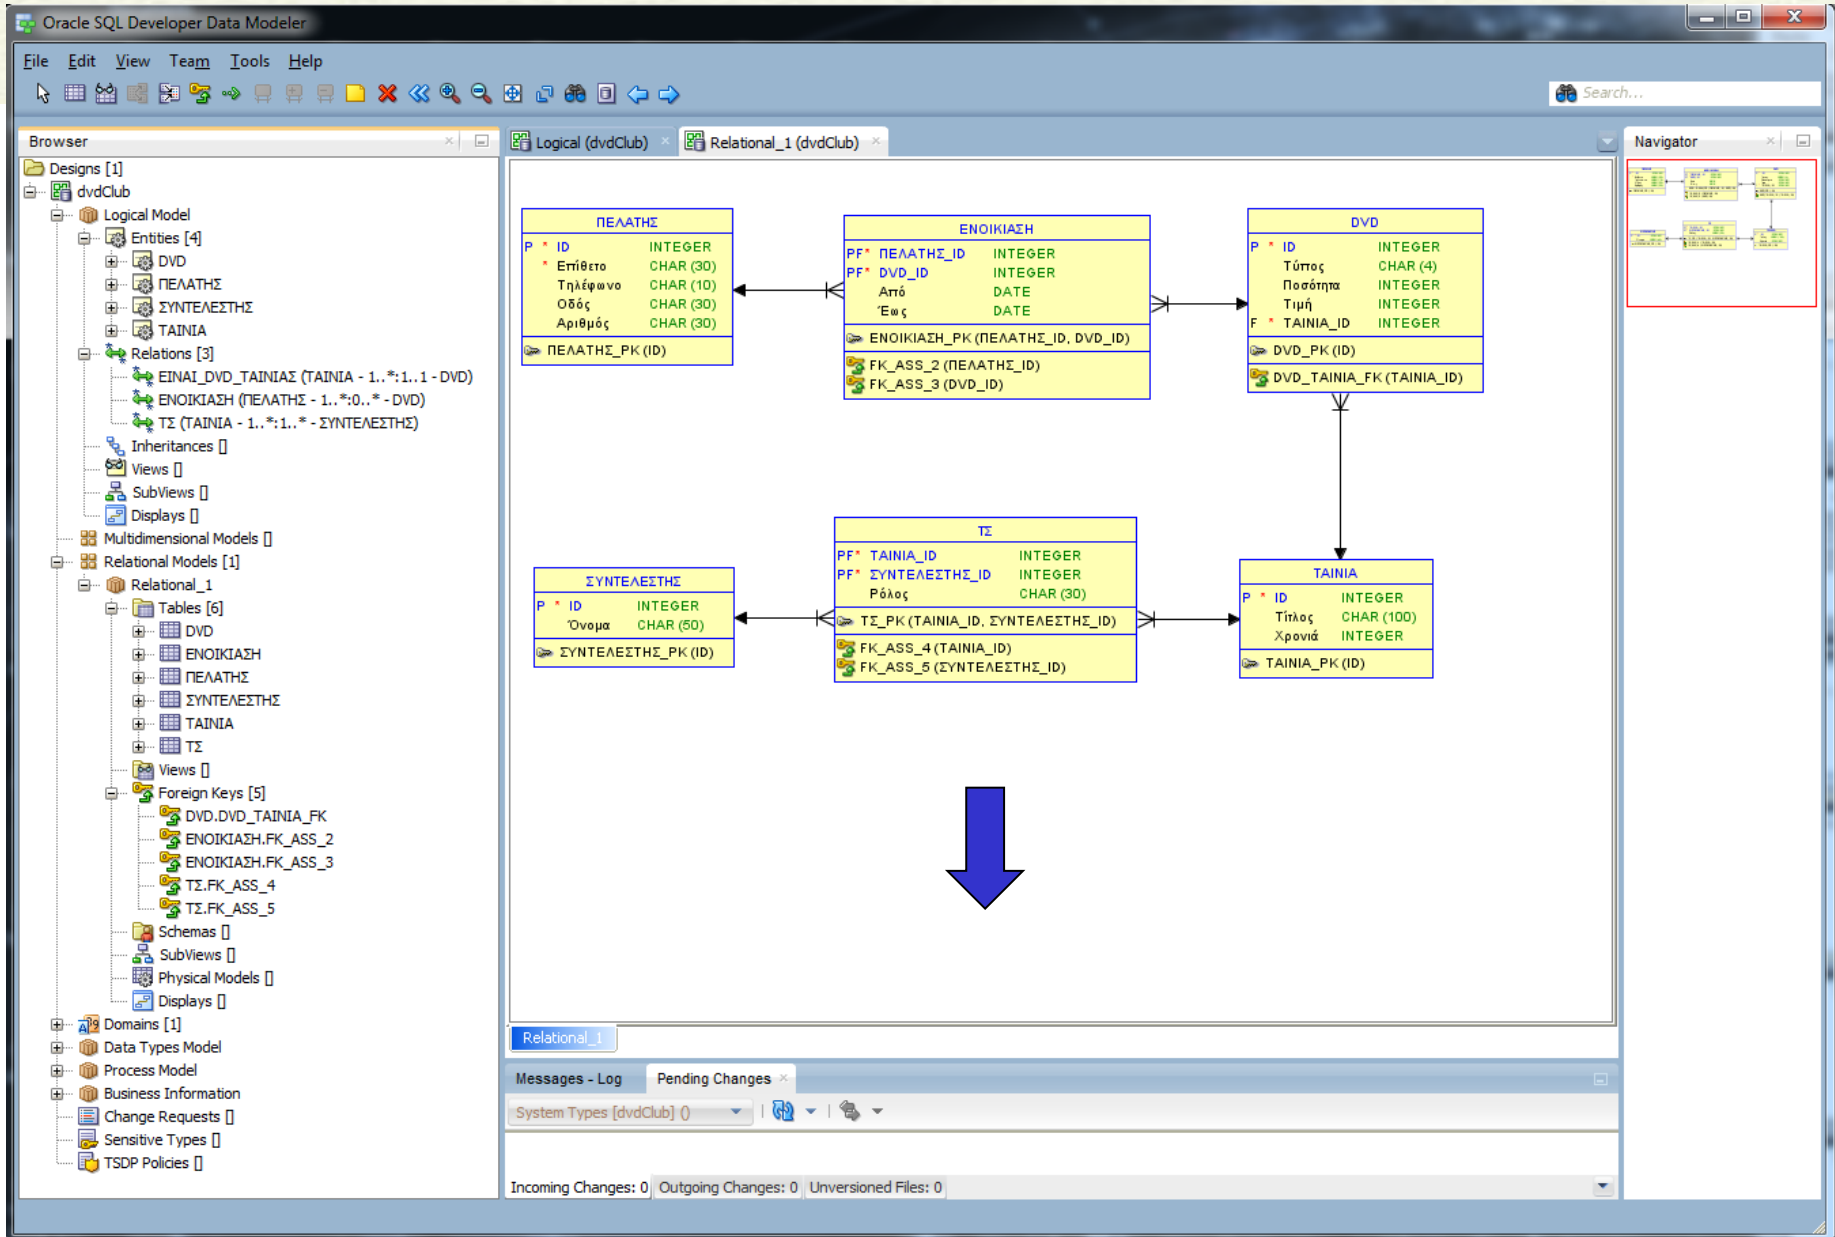 Oracle SQL Developer Data Modeler
File Edit View Team Tools Help
Search...
Browser
Designs [1]
dvdClub
Logical Model
Entities [4]
DVD
ΠΕΛΑΤΗΣ
ΣΥΝΤΕΛΕΣΤΗΣ
ΤΑΙΝΙΑ
Relations [3]
ΕΙΝΑΙ_DVD_ΤΑΙΝΙΑΣ (ΤΑΙΝΙΑ - 1..*:1..1 - DVD)
ΕΝΟΙΚΙΑΣΗ (ΠΕΛΑΤΗΣ - 1..*:0..* - DVD)
ΤΣ (ΤΑΙΝΙΑ - 1..*:1..* - ΣΥΝΤΕΛΕΣΤΗΣ)
Inheritances []
Views []
SubViews []
Displays []
Multidimensional Models []
Relational Models [1]
Relational_1
Tables [6]
DVD
ΕΝΟΙΚΙΑΣΗ
ΠΕΛΑΤΗΣ
ΣΥΝΤΕΛΕΣΤΗΣ
ΤΑΙΝΙΑ
ΤΣ
Views []
Foreign Keys [5]
DVD.DVD_TAINIA_FK
ΕΝΟΙΚΙΑΣΗ.FK_ASS_2
ΕΝΟΙΚΙΑΣΗ.FK_ASS_3
ΤΣ.FK_ASS_4
ΤΣ.FK_ASS_5
Schemas []
SubViews []
Physical Models []
Displays []
Domains [1]
Data Types Model
Process Model
Business Information
Change Requests []
Sensitive Types []
TSDP Policies []
Logical (dvdClub)
Relational_1 (dvdClub)
ΠΕΛΑΤΗΣ
P * ID INTEGER
* Επίθετο CHAR (30)
Τηλέφωνο CHAR (10)
Οδός CHAR (30)
Αριθμός CHAR (30)
ΠΕΛΑΤΗΣ_PK (ID)
ΕΝΟΙΚΙΑΣΗ
PF* ΠΕΛΑΤΗΣ_ID INTEGER
PF* DVD_ID INTEGER
Από DATE
Έως DATE
ΕΝΟΙΚΙΑΣΗ_PK (ΠΕΛΑΤΗΣ_ID, DVD_ID)
FK_ASS_2 (ΠΕΛΑΤΗΣ_ID)
FK_ASS_3 (DVD_ID)
DVD
P * ID INTEGER
Τύπος CHAR (4)
Ποσότητα INTEGER
Τιμή INTEGER
F * ΤΑΙΝΙΑ_ID INTEGER
DVD_PK (ID)
DVD_TAINIA_FK (ΤΑΙΝΙΑ_ID)
ΣΥΝΤΕΛΕΣΤΗΣ
P * ID INTEGER
Όνομα CHAR (50)
ΣΥΝΤΕΛΕΣΤΗΣ_PK (ID)
ΤΣ
PF* ΤΑΙΝΙΑ_ID INTEGER
PF* ΣΥΝΤΕΛΕΣΤΗΣ_ID INTEGER
Ρόλος CHAR (30)
ΤΣ_PK (ΤΑΙΝΙΑ_ID, ΣΥΝΤΕΛΕΣΤΗΣ_ID)
FK_ASS_4 (ΤΑΙΝΙΑ_ID)
FK_ASS_5 (ΣΥΝΤΕΛΕΣΤΗΣ_ID)
ΤΑΙΝΙΑ
P * ID INTEGER
Τίτλος CHAR (100)
Χρονιά INTEGER
ΤΑΙΝΙΑ_PK (ID)
Relational_1
Messages - Log
Pending Changes
System Types [dvdClub] ()
Incoming Changes: 0 Outgoing Changes: 0 Unversioned Files: 0
Navigator